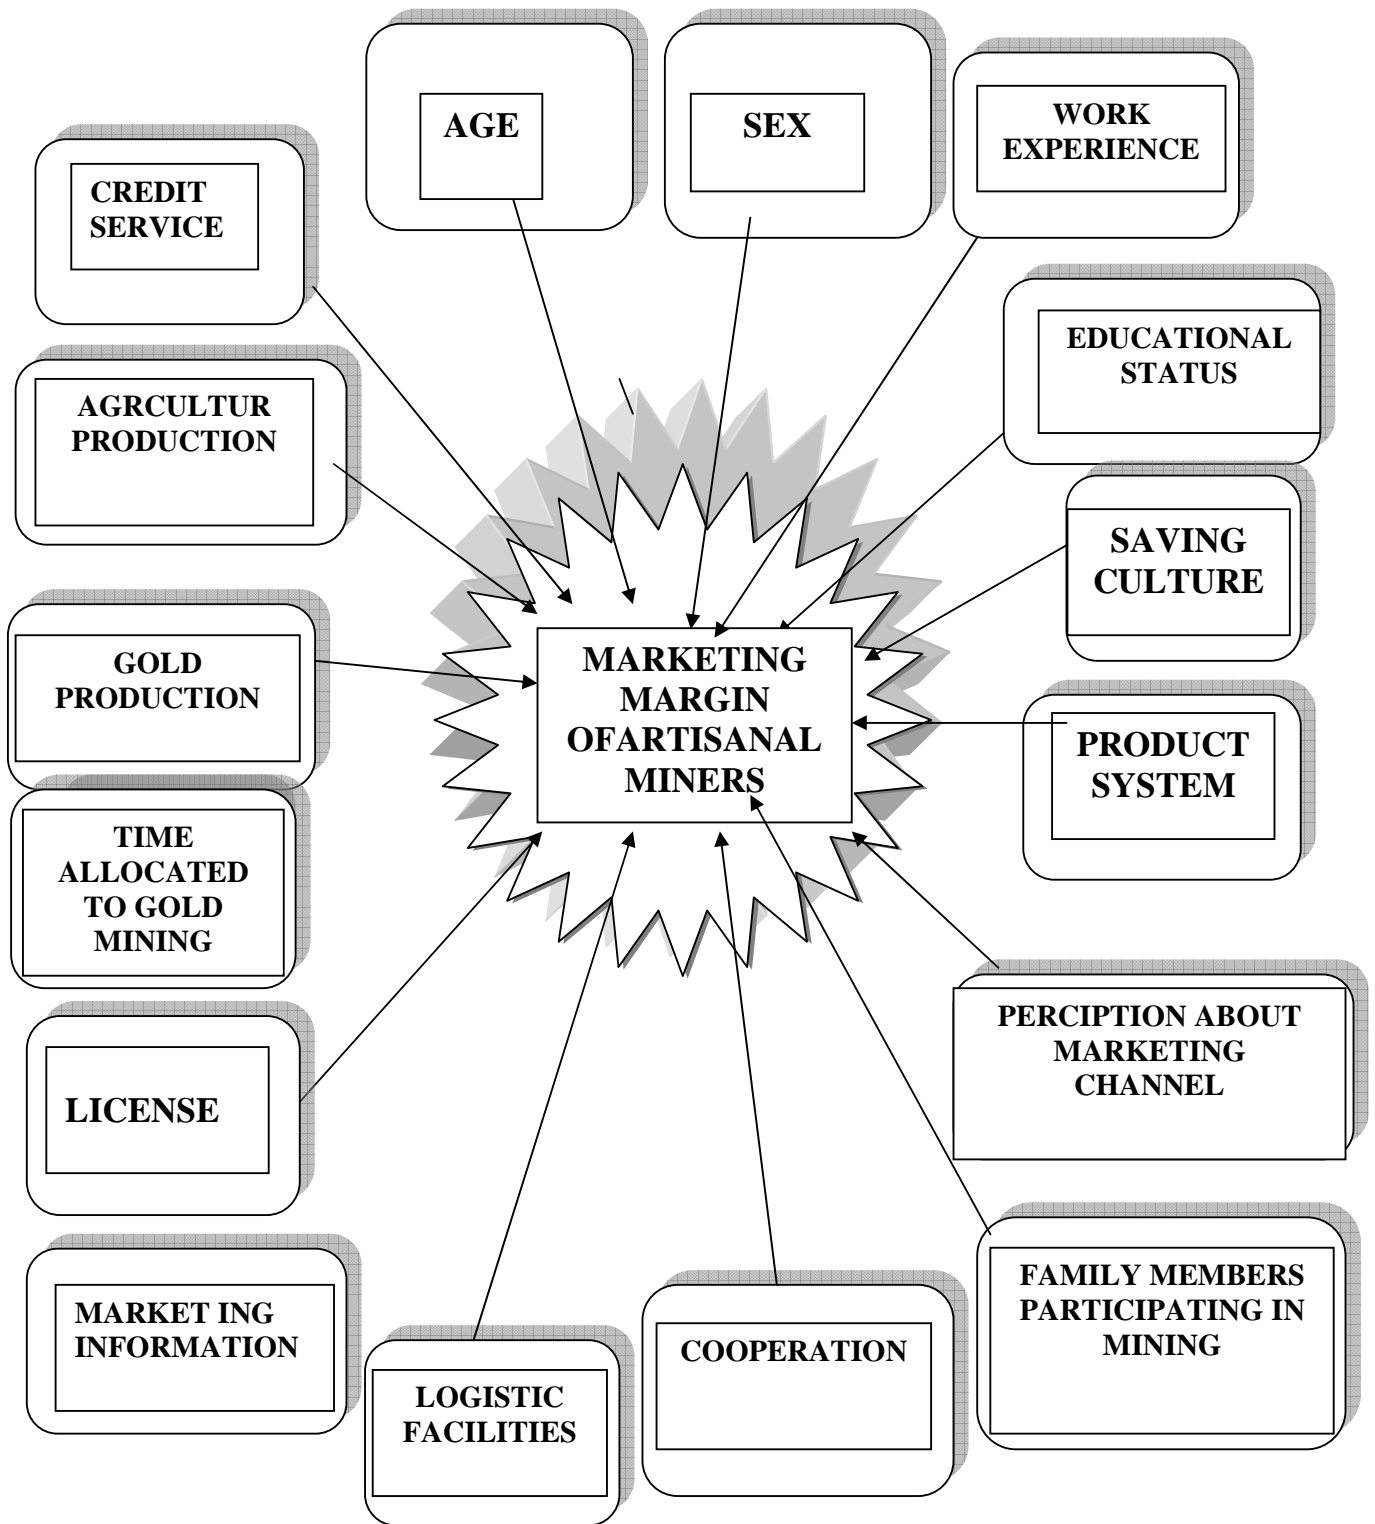 AGE
SEX
WORK
EXPERIENCE
CREDIT
SERVICE
EDUCATIONAL
STATUS
AGRCULTUR
PRODUCTION
SAVING
CULTURE
GOLD
PRODUCTION
MARKETING
MARGIN
OFARTISANAL
MINERS
PRODUCT
SYSTEM
TIME
ALLOCATED
TO GOLD
MINING
PERCIPTION ABOUT
MARKETING
CHANNEL
LICENSE
FAMILY MEMBERS
PARTICIPATING IN
MINING
MARKET ING
INFORMATION
COOPERATION
LOGISTIC
FACILITIES